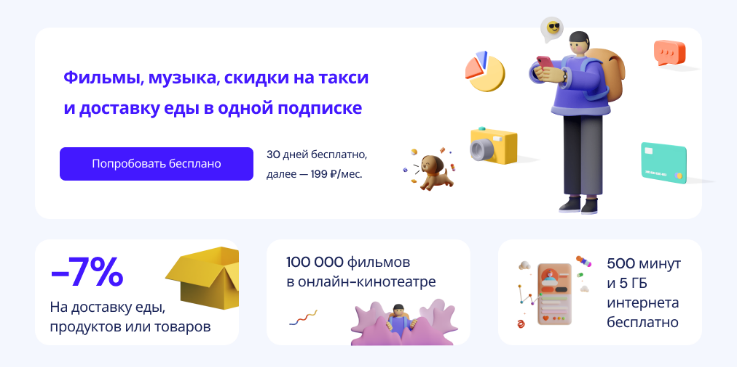 Фильмы, музыка, скидки на такси
и доставку еды в одной подписке
Попробовать бесплано
30 дней бесплатно,
далее — 199 ₽/мес.
–7%
На доставку еды,
продуктов или товаров
100 000 фильмов
в онлайн-кинотеатре
500 минут
и 5 ГБ
интернета
бесплатно